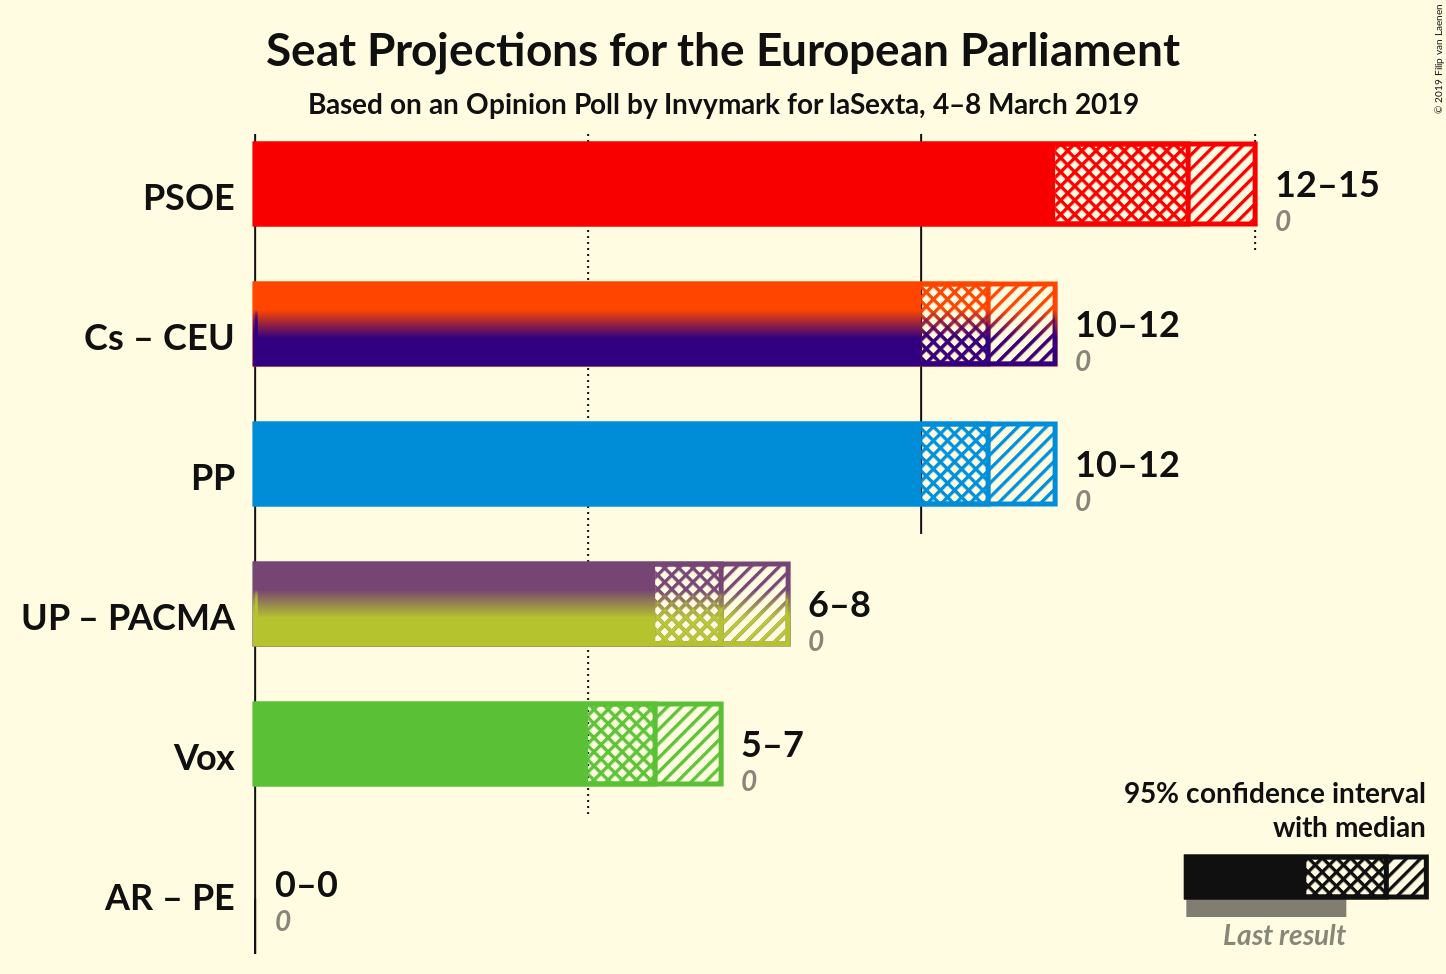 Seat Projections for the European Parliament
Based on an Opinion Poll by Invymark for laSexta, 4–8 March 2019
© 2019 Filip van Laenen
PSOE
12–15
0
Cs – CEU
10–12
0
PP
10–12
0
UP – PACMA
6–8
0
Vox
5–7
0
AR – PE
0–0
0
95% confidence interval
with median
Last result